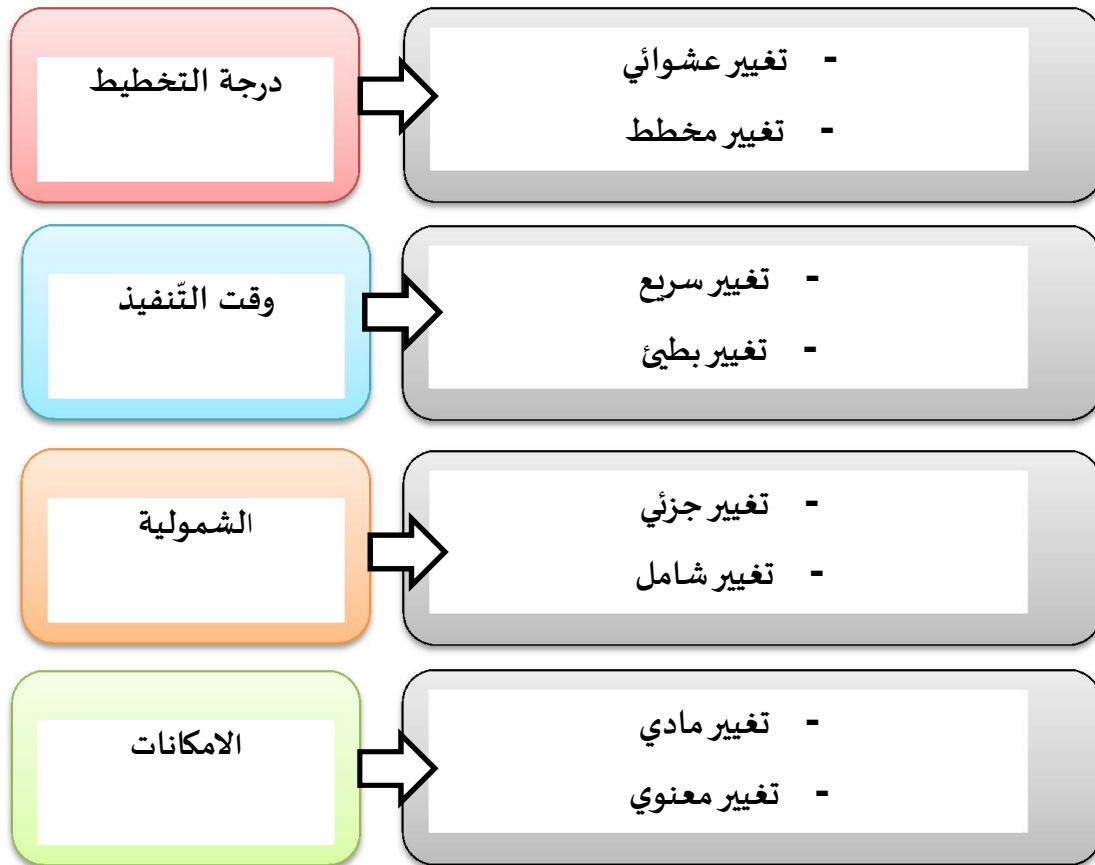 درجة التخطيط
- تغيير عشوائي
- تغيير مخطط
وقت التّنفيذ
- تغيير سريع
- تغيير بطيئ
الشمولية
- تغيير جزئي
- تغيير شامل
الامكانات
- تغيير مادي
- تغيير معنوي